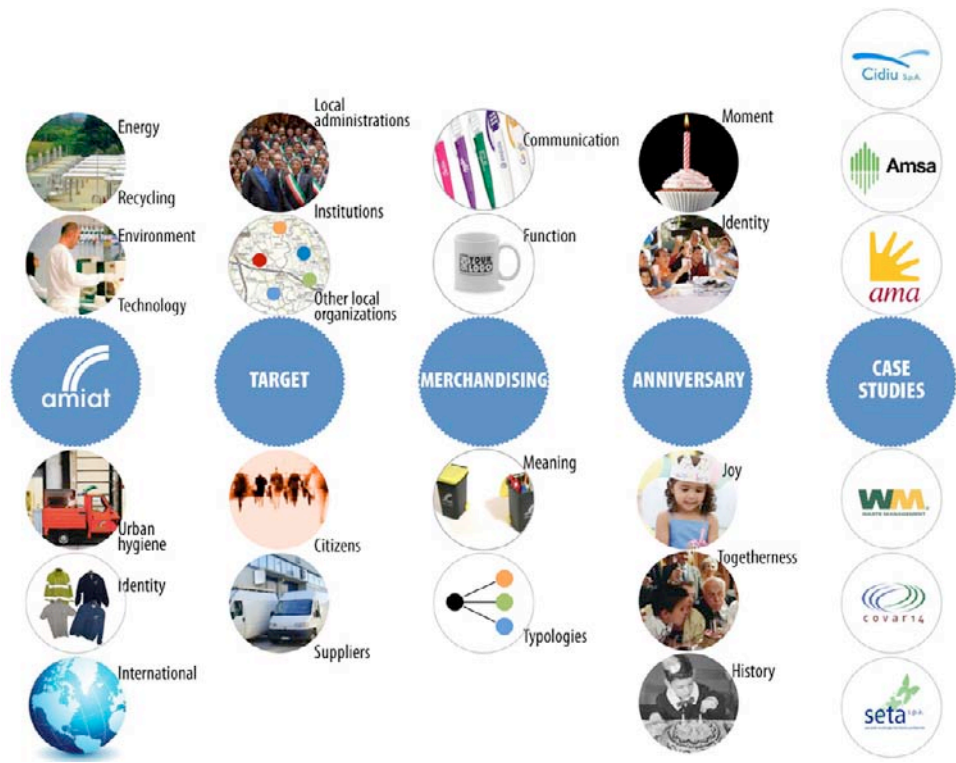 Energy
Recycling
Environment
Technology
amiat
Urban
hygiene
Identity
International
Local
administrations
Institutions
Other local
organizations
TARGET
Citizens
Suppliers
Communication
Function
YOUR
LOGO
MERCHANDISING
Meaning
Typologies
Moment
Identity
ANNIVERSARY
Joy
Togetherness
History
Cidiu S.p.A.
Amsa
ama
CASE
STUDIES
WM
WASTE MANAGEMENT
covar14
seta s.p.a.